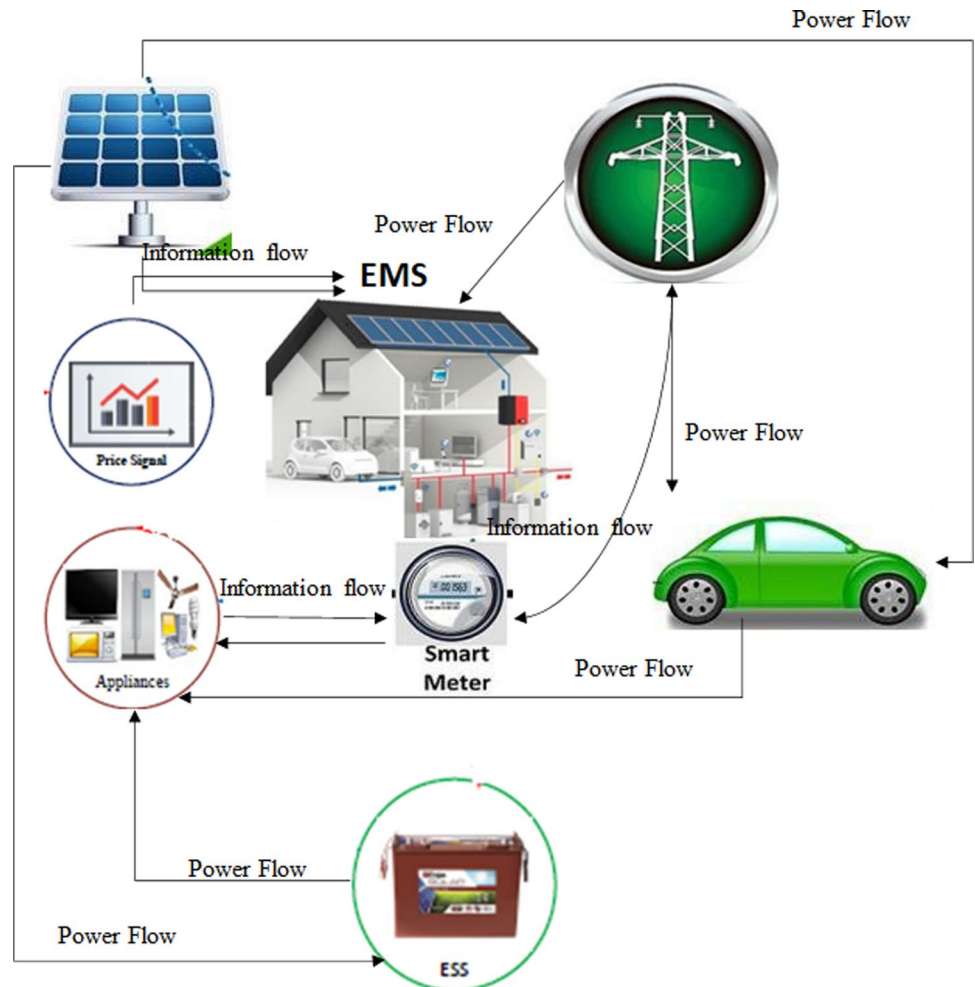 Power Flow
Power Flow
Information flow
EMS
Price Signal
Power Flow
Information flow
Information flow
Appliances
Smart
Meter
Power Flow
Power Flow
Power Flow
ESS